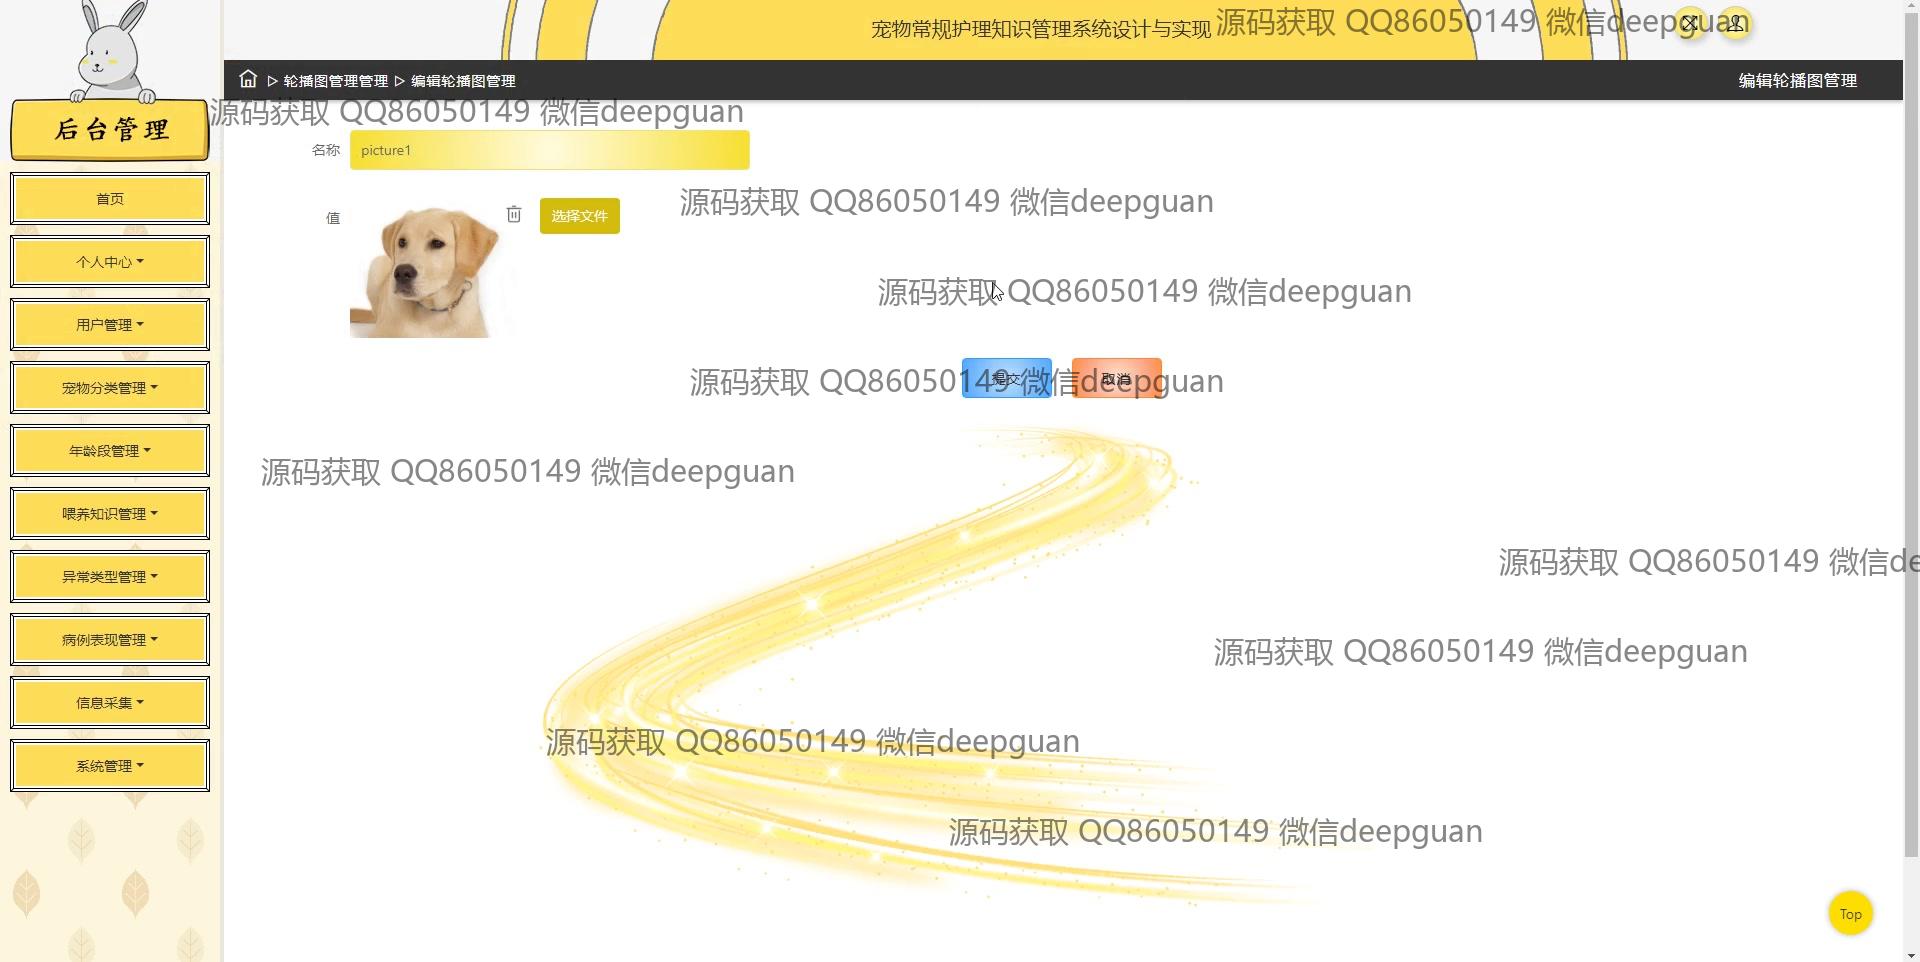 宠物常规护理知识管理系统设计与实现
源码获取 QQ86050149 微信deepguan
轮播图管理管理 编辑轮播图管理
编辑轮播图管理
源码获取 QQ86050149 微信deepguan
后台管理
名称 picture1
首页
源码获取 QQ86050149 微信deepguan
值 选择文件
个人中心
源码获取 QQ86050149 微信deepguan
用户管理
提交 取消
源码获取 QQ86050149 微信deepguan
宠物分类管理
年龄段管理
源码获取 QQ86050149 微信deepguan
喂养知识管理
源码获取 QQ86050149 微信de
异常类型管理
病例表现管理
源码获取 QQ86050149 微信deepguan
信息采集
源码获取 QQ86050149 微信deepguan
系统管理
源码获取 QQ86050149 微信deepguan
Top